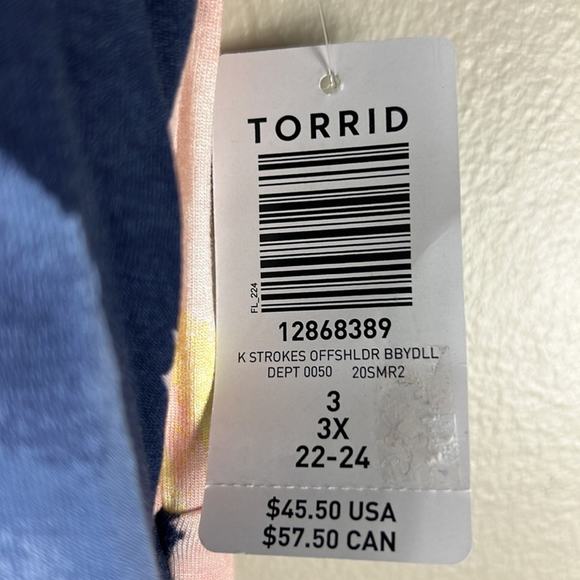 TORRID
FL_224
12868389
K STROKES OFFSHLDR BBYDLL
DEPT 0050 20SMR2
3
3X
22-24
$45.50 USA
$57.50 CAN